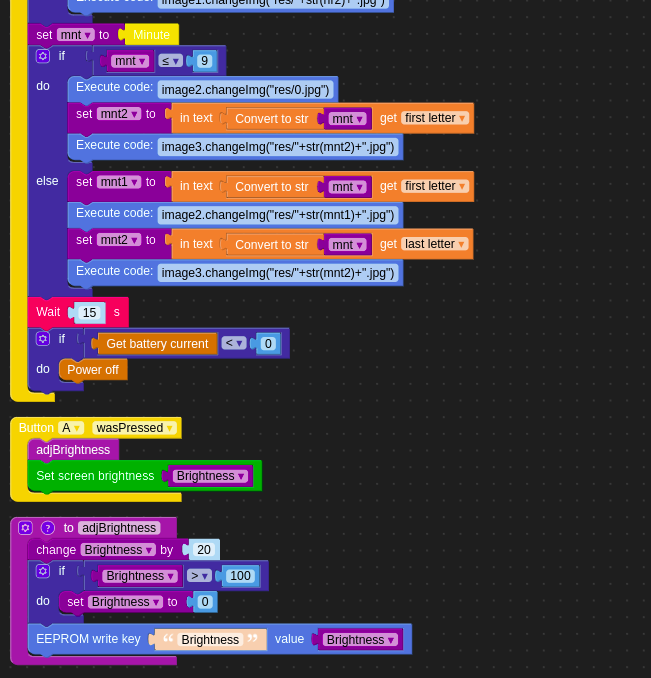 Execute code: image1.changeImg("res/"+str(hr2)+".jpg")
set mnt ▾ to Minute
if mnt ▾ ≤ ▾ 9
do Execute code: image2.changeImg("res/0.jpg")
set mnt2 ▾ to in text Convert to str mnt ▾ get first letter ▾
Execute code: image3.changeImg("res/"+str(mnt2)+".jpg")
else set mnt1 ▾ to in text Convert to str mnt ▾ get first letter ▾
Execute code: image2.changeImg("res/"+str(mnt1)+".jpg")
set mnt2 ▾ to in text Convert to str mnt ▾ get last letter ▾
Execute code: image3.changeImg("res/"+str(mnt2)+".jpg")
Wait 15 s
if Get battery current < ▾ 0
do Power off
Button A ▾ wasPressed ▾
adjBrightness
Set screen brightness Brightness ▾
? to adjBrightness
change Brightness ▾ by 20
if Brightness ▾ > ▾ 100
do set Brightness ▾ to 0
EEPROM write key “ Brightness ” value Brightness ▾